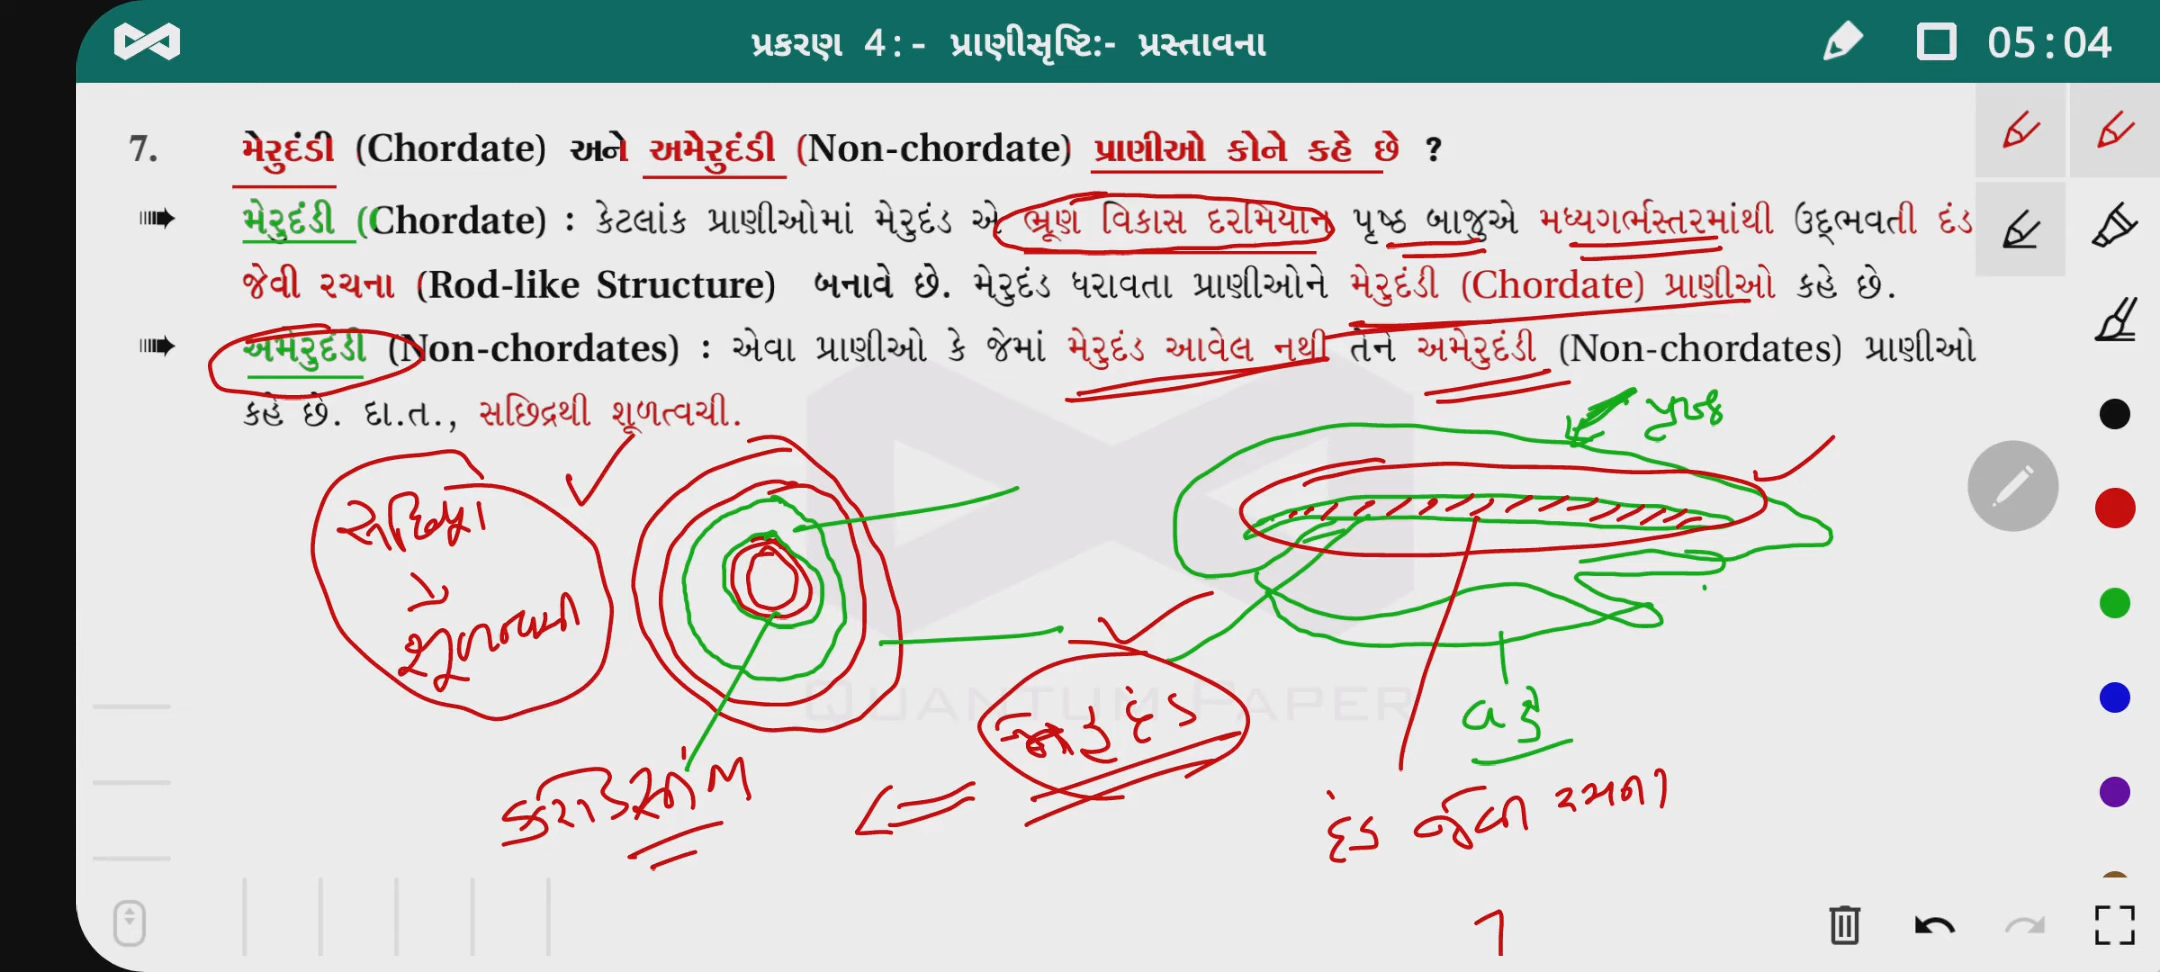 પ્રકરણ 4:- પ્રાણીસૃષ્ટિ:- પ્રસ્તાવના
05:04
7. મેરુદંડી (Chordate) અને અમેરુદંડી (Non-chordate) પ્રાણીઓ કોને કહે છે ?
મેરુદંડી (Chordate) : કેટલાંક પ્રાણીઓમાં મેરુદંડ એ ભ્રૂણ વિકાસ દરમિયાન પૃષ્ઠ બાજુએ મધ્યગર્ભસ્તરમાંથી ઉદ્ભવતી દંડ
જેવી રચના (Rod-like Structure) બનાવે છે. મેરુદંડ ધરાવતા પ્રાણીઓને મેરુદંડી (Chordate) પ્રાણીઓ કહે છે.
અમેરુદંડી (Non-chordates) : એવા પ્રાણીઓ કે જેમાં મેરુદંડ આવેલ નથી તેને અમેરુદંડી (Non-chordates) પ્રાણીઓ
કહે છે. દા.ત., સછિદ્રથી શૂળત્વચી.
પૃષ્ઠ
સછિદ્ર
શૂળત્વચી
QUANTUM PAPER
મેરુદંડ
દંડ જેવી રચના